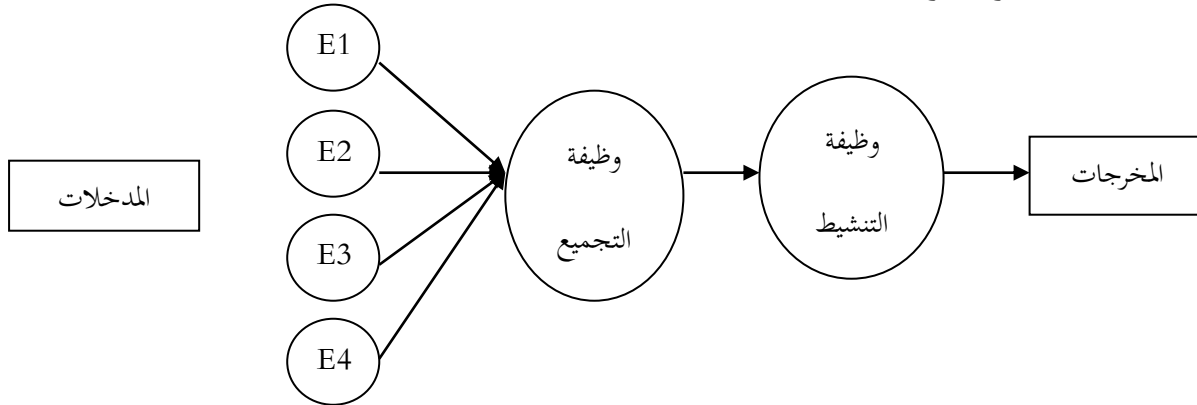 المدخلات
E1
E2
E3
E4
وظيفة
التجميع
وظيفة
التنشيط
المخرجات